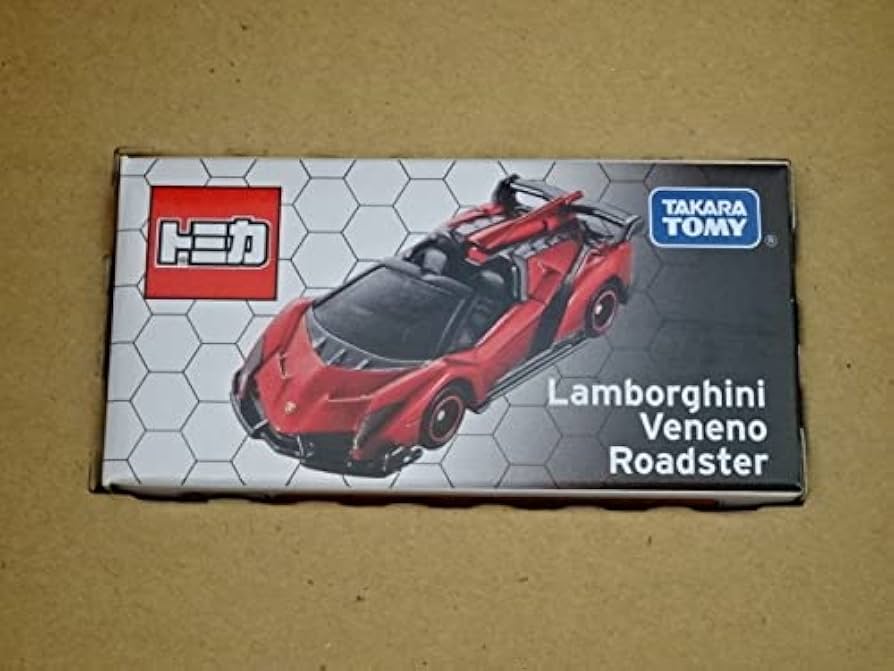 トミカ
TAKARA
TOMY
®
Lamborghini
Veneno
Roadster